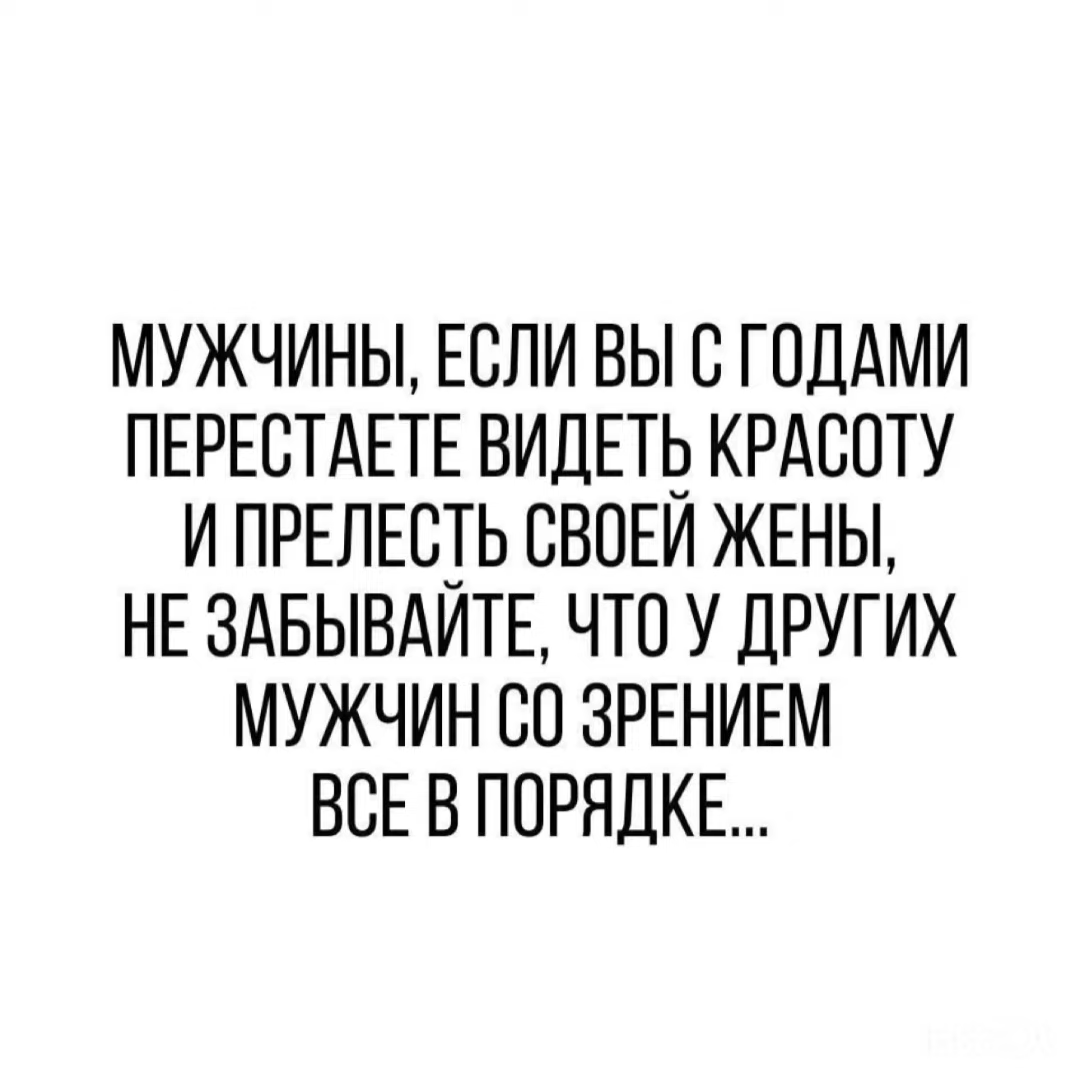 МУЖЧИНЫ, ЕСЛИ ВЫ С ГОДАМИ
ПЕРЕСТАЕТЕ ВИДЕТЬ КРАСОТУ
И ПРЕЛЕСТЬ СВОЕЙ ЖЕНЫ,
НЕ ЗАБЫВАЙТЕ, ЧТО У ДРУГИХ
МУЖЧИН СО ЗРЕНИЕМ
ВСЕ В ПОРЯДКЕ...